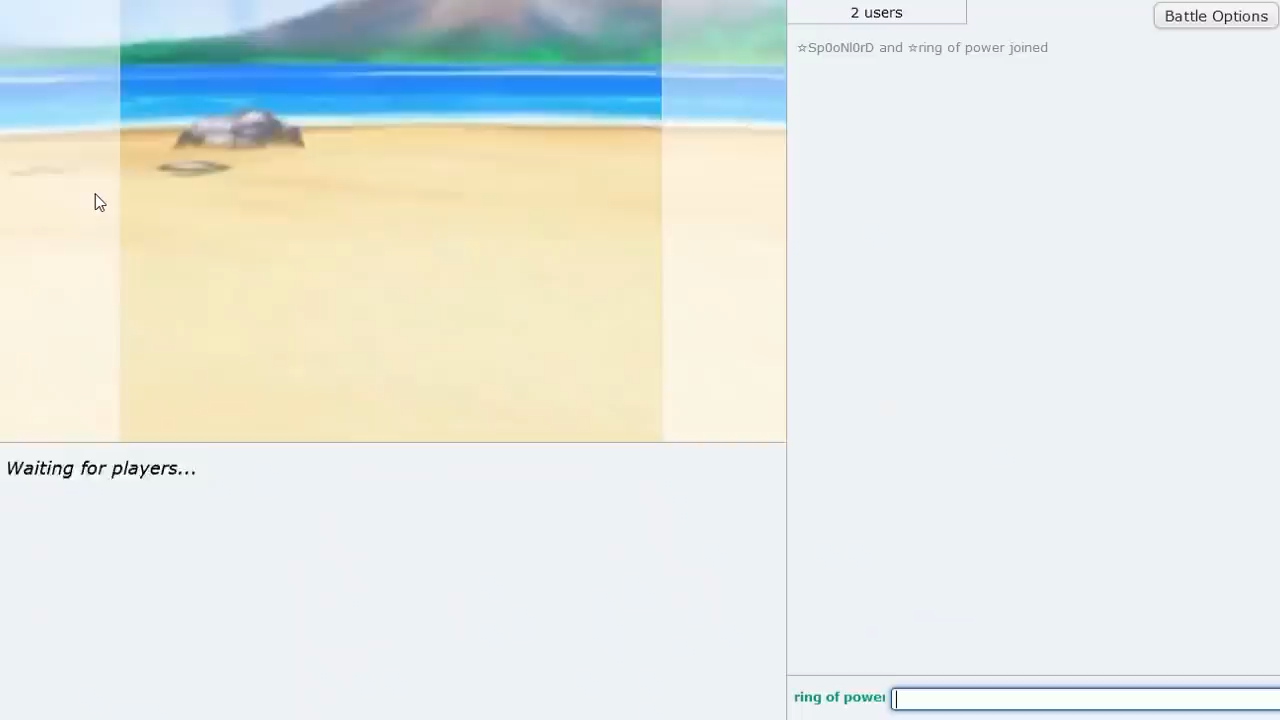 2 users
Battle Options
☆Sp0oNl0rD and ☆ring of power joined
Waiting for players...
ring of power